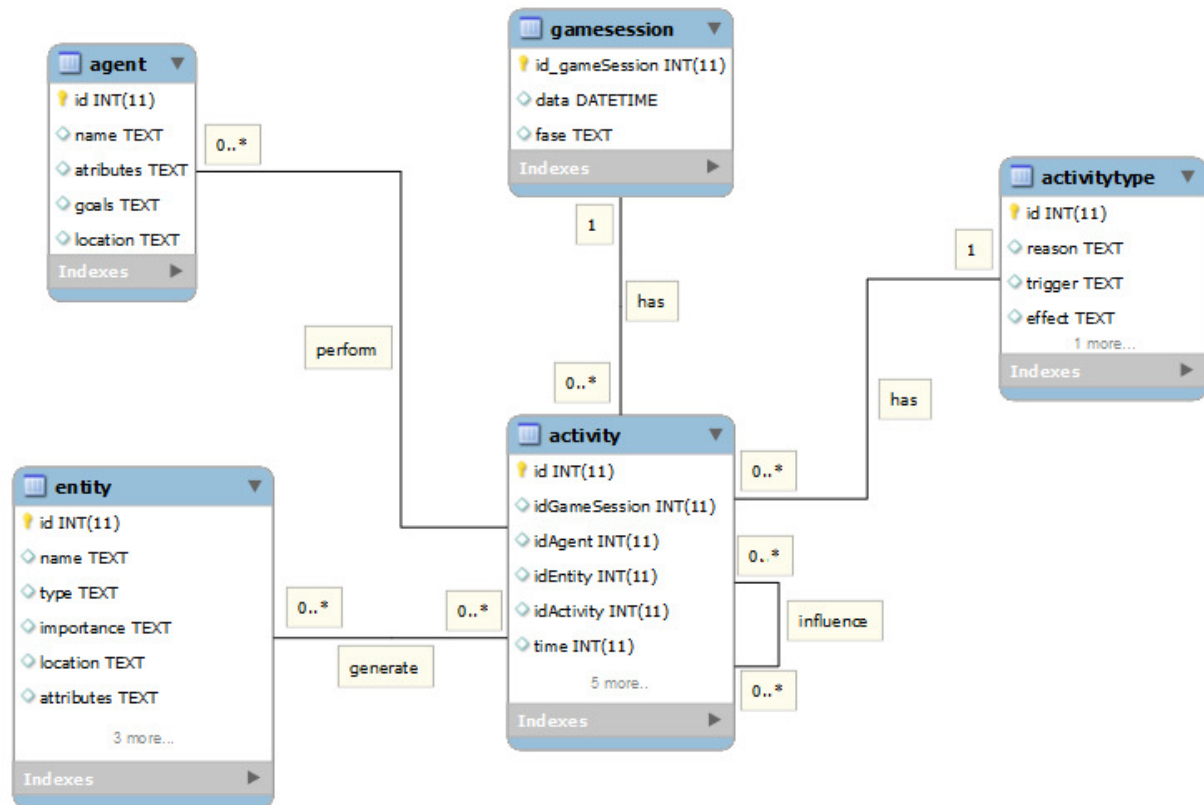 gamesession
id_gameSession INT(11)
data DATETIME
fase TEXT
Indexes
agent
id INT(11)
name TEXT
atributes TEXT
goals TEXT
location TEXT
Indexes
0..*
activitytype
id INT(11)
reason TEXT
trigger TEXT
effect TEXT
1 more...
Indexes
1
1
has
perform
0..*
has
activity
id INT(11)
idGameSession INT(11)
idAgent INT(11)
idEntity INT(11)
idActivity INT(11)
time INT(11)
5 more..
Indexes
0..*
0..*
influence
0..*
entity
id INT(11)
name TEXT
type TEXT
importance TEXT
location TEXT
attributes TEXT
3 more...
Indexes
0..*
0..*
generate